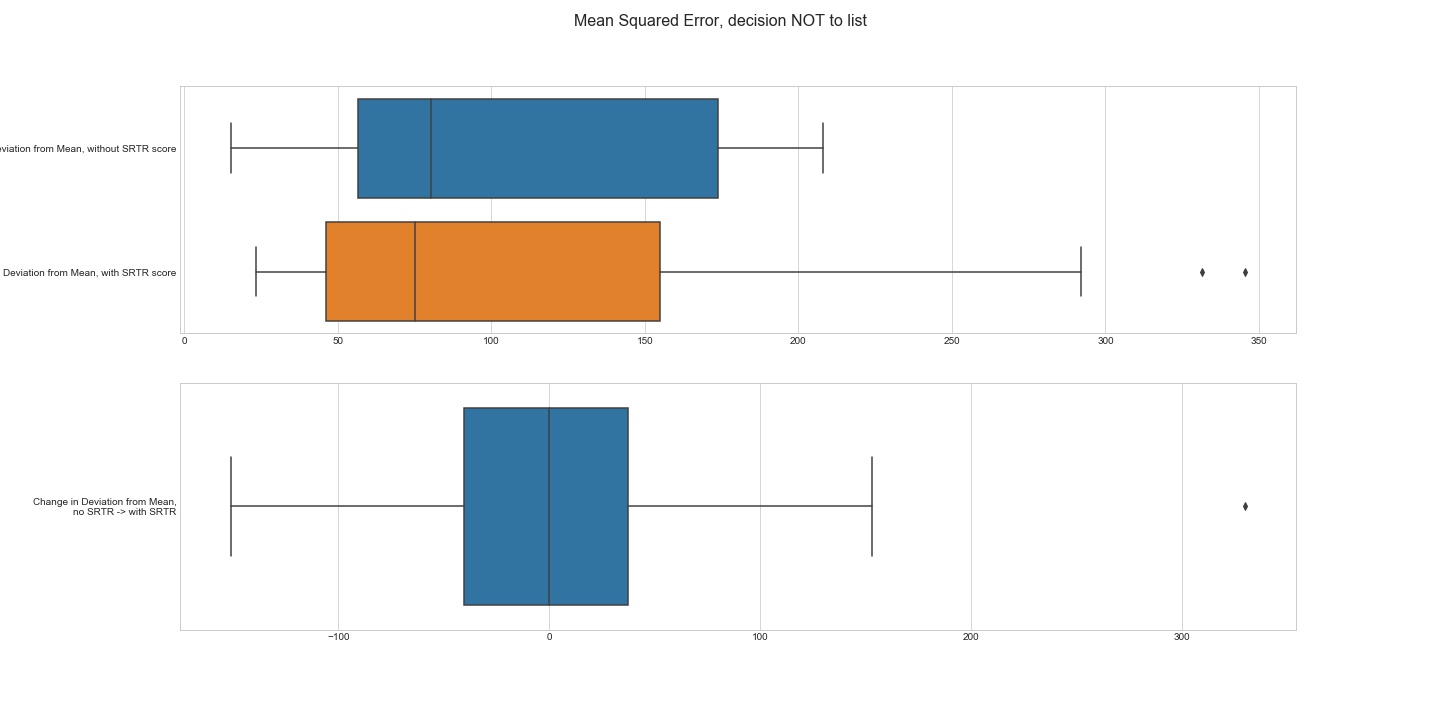 Mean Squared Error, decision NOT to list
viation from Mean, without SRTR score
Deviation from Mean, with SRTR score
0 50 100 150 200 250 300 350
Change in Deviation from Mean,
no SRTR -> with SRTR
−100 0 100 200 300